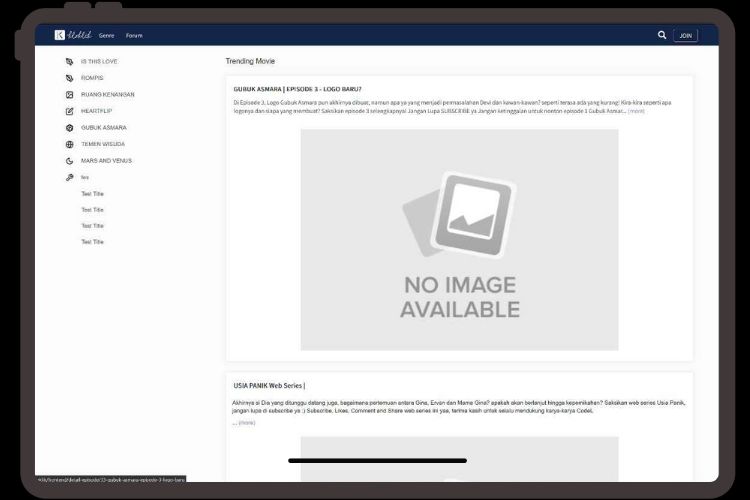 K klolid Genre Forum JOIN
IS THIS LOVE
ROMPIS
RUANG KENANGAN
HEARTFLIP
GUBUK ASMARA
TEMEN WISUDA
MARS AND VENUS
tes
Test Title
Test Title
Test Title
Test Title
Trending Movie
GUBUK ASMARA | EPISODE 3 - LOGO BARU?
Di Episode 3, Logo Gubuk Asmara pun akhirnya dibuat, namun apa ya yang menjadi permasalahan Devi dan kawan-kawan? seperti terasa ada yang kurang! Kira-kira seperti apa
logonya dan siapa yang membuat? Saksikan episode 3 selengkapnya! Jangan Lupa SUBSCRIBE ya Jangan ketinggalan untuk nonton episode 1 Gubuk Asmar... (more)
NO IMAGE
AVAILABLE
USIA PANIK Web Series |
Akhirnya si Dia yang ditunggu datang juga, bagaimana pertemuan antara Gina, Ervan dan Mama Gina? apakah akan berlanjut hingga kepernikahan? Saksikan web series Usia Panik,
jangan lupa di subscribe ya :) Subscribe, Likes, Comment and Share web series ini yaa, terima kasih untuk selalu mendukung karya-karya Codet.
... (more)